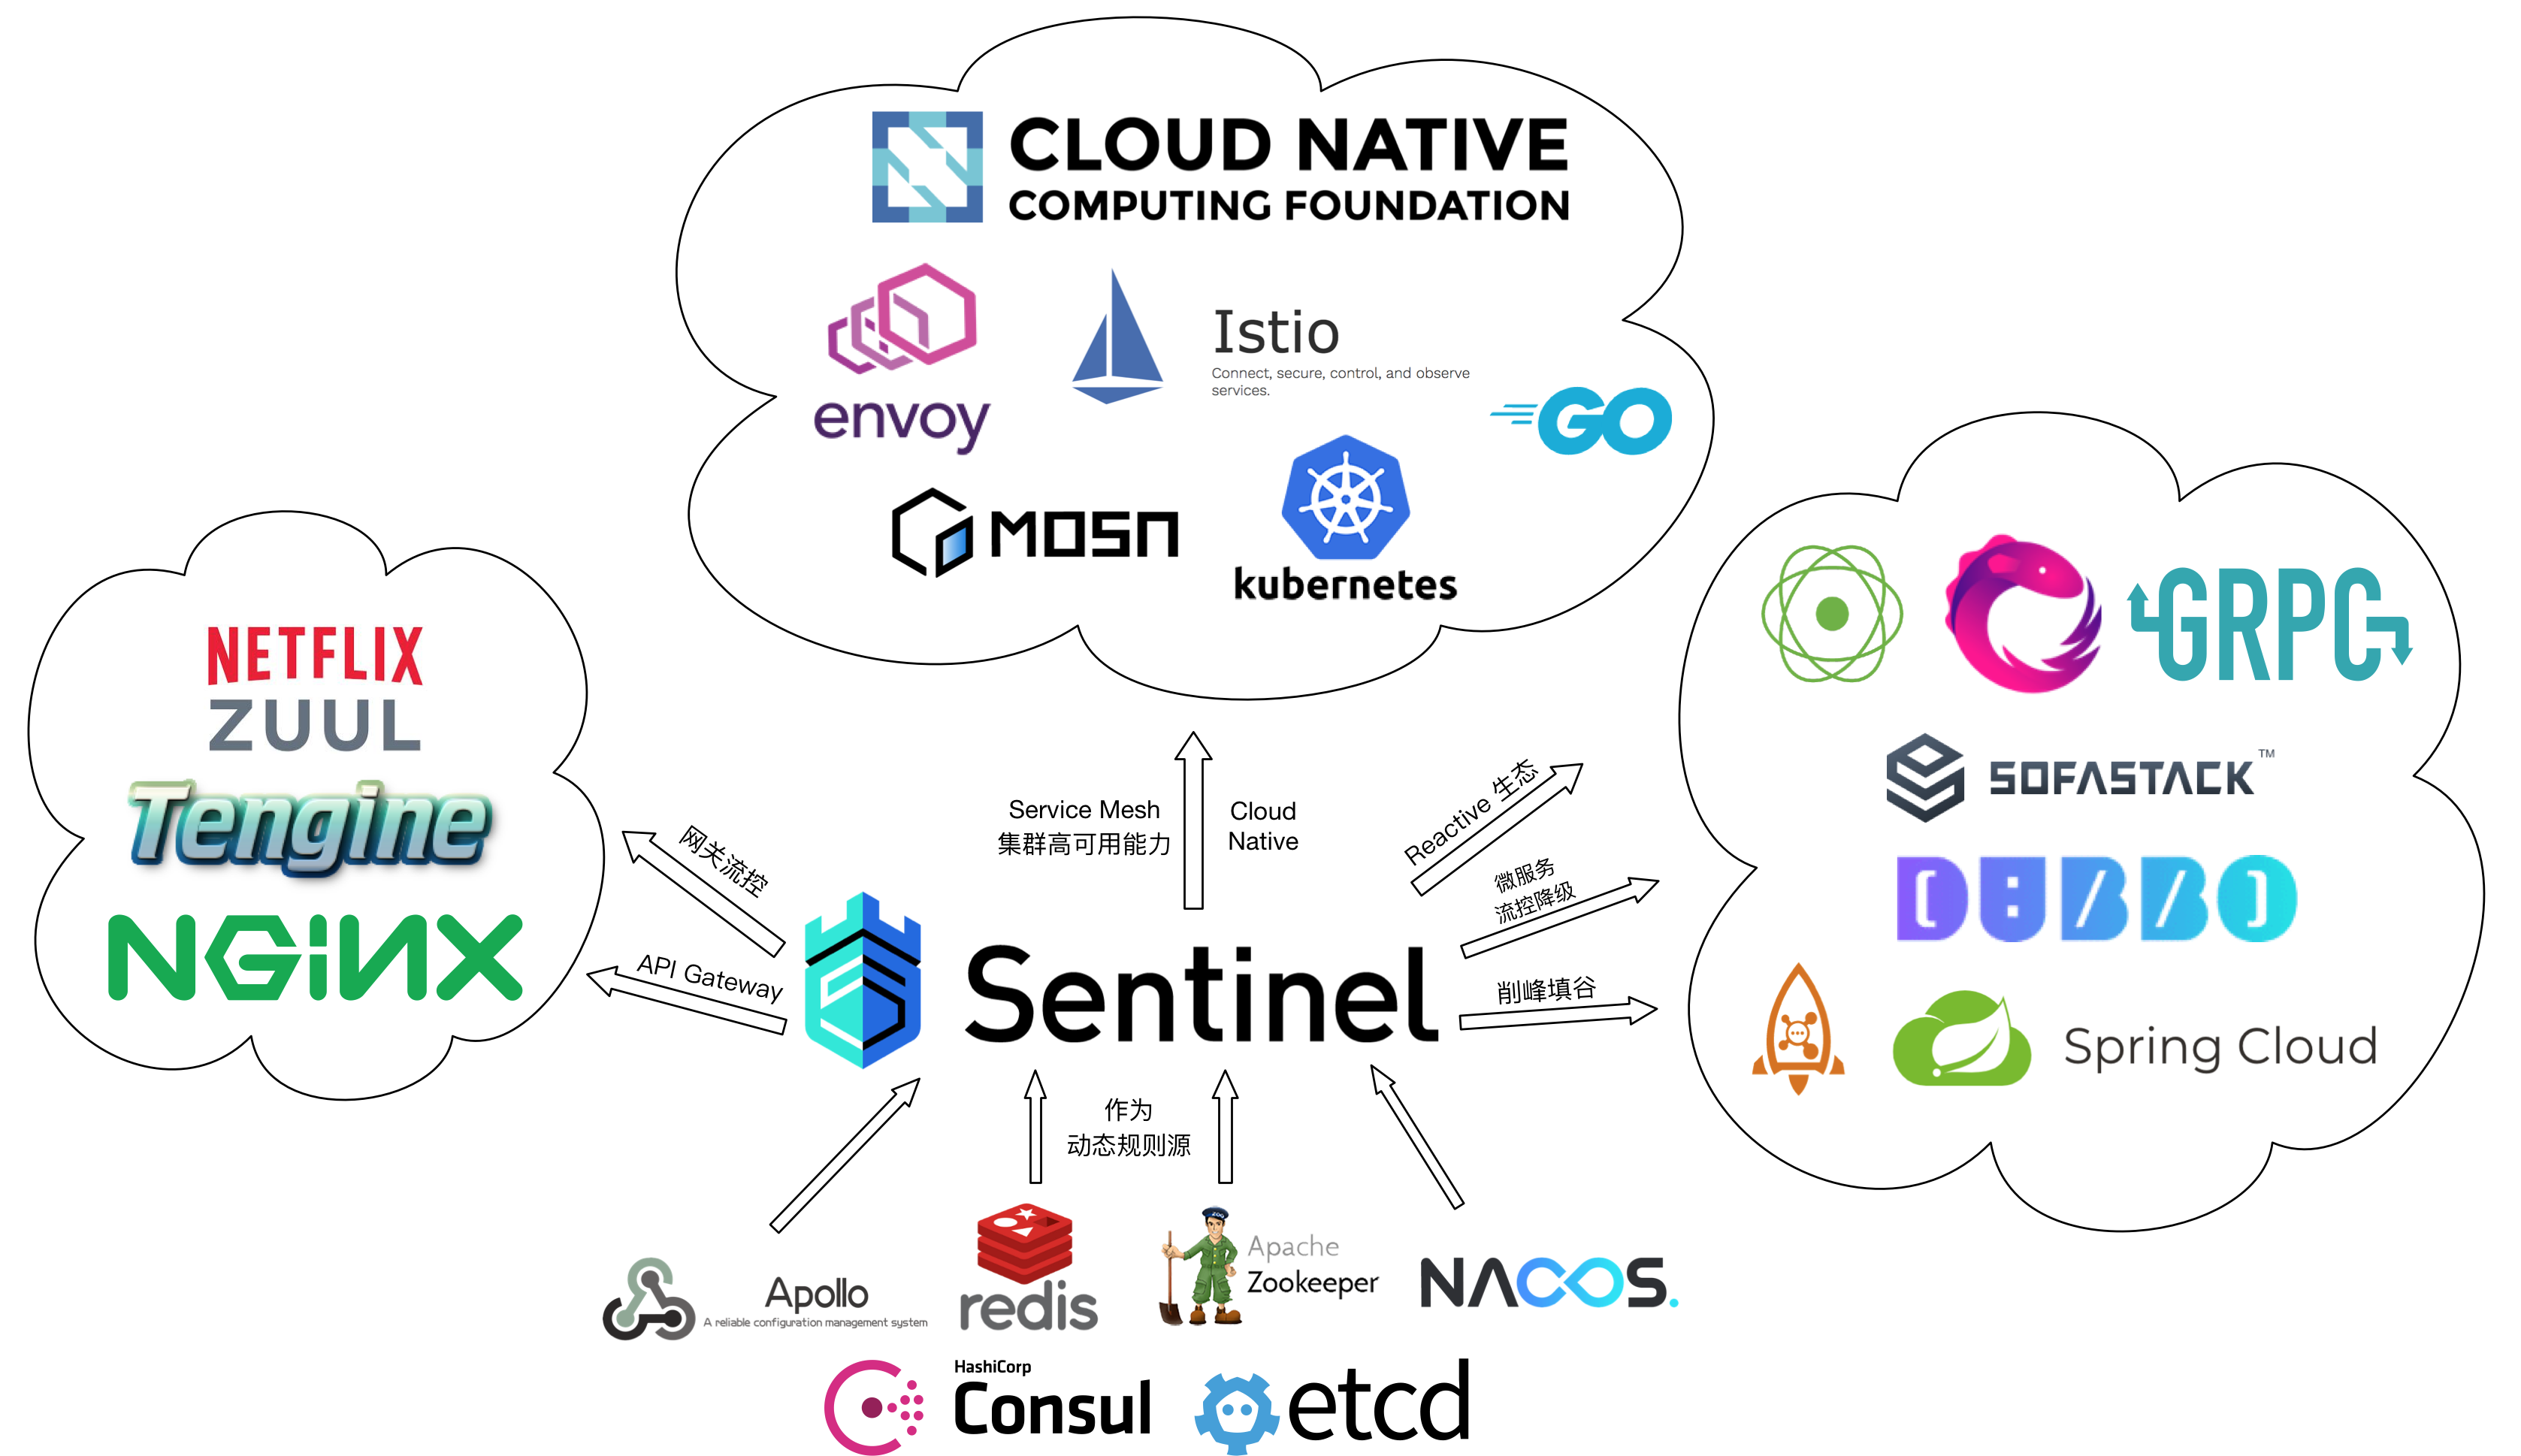 CLOUD NATIVE
COMPUTING FOUNDATION
envoy
Istio
Connect, secure, control, and observe
services.
GO
MOSN
kubernetes
NETFLIX
ZUUL
Tengine
NGINX
GRPC
SOFASTACK™
DUBBO
Spring Cloud
网关流控
API Gateway
Service Mesh
集群高可用能力
Cloud
Native
Reactive 生态
微服务
流控降级
削峰填谷
Sentinel
作为
动态规则源
Apollo
A reliable configuration management system
redis
Apache
Zookeeper
NACOS.
HashiCorp
Consul
etcd